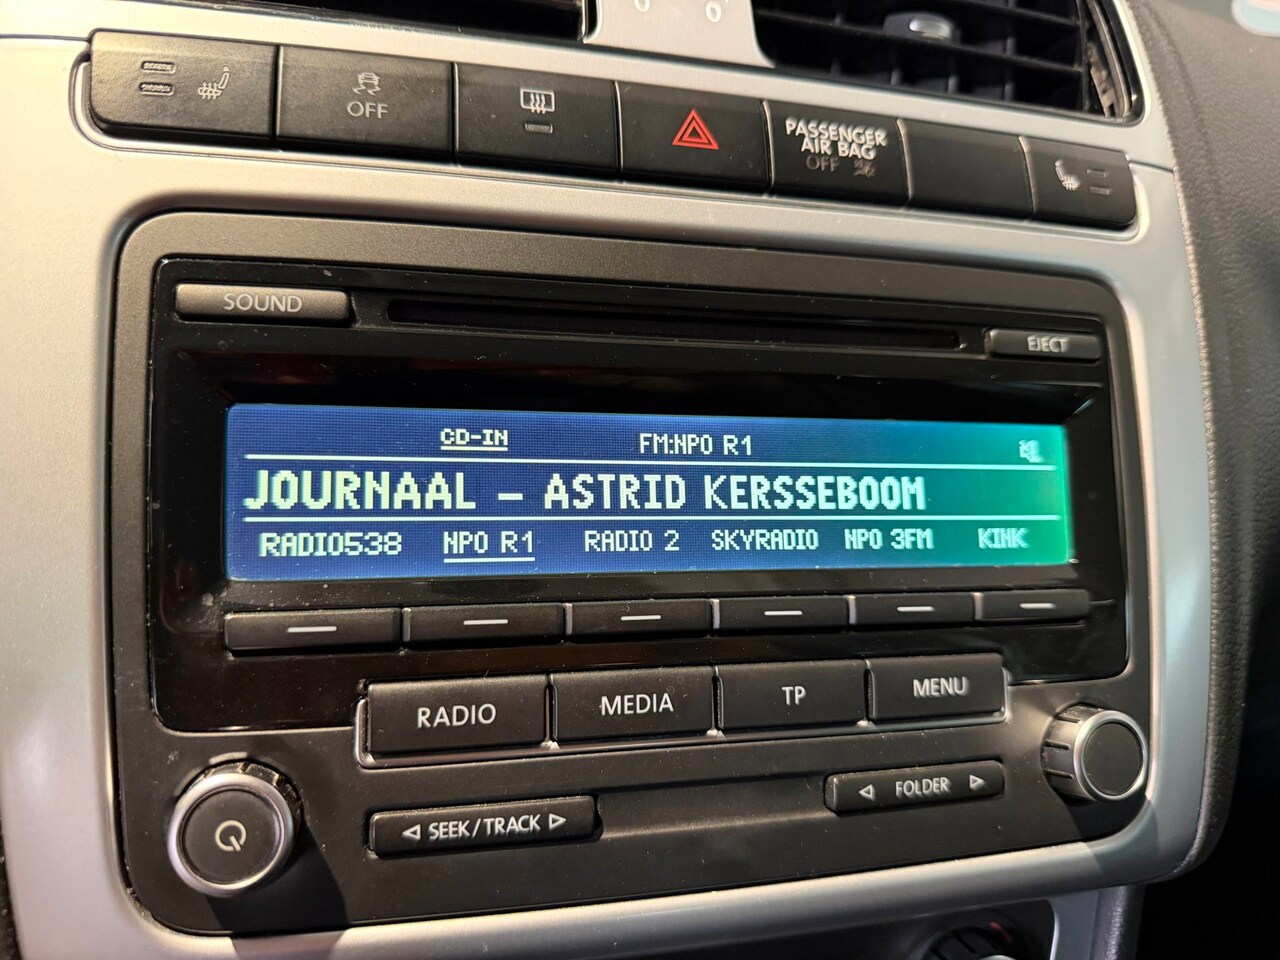 OFF
PASSENGER
AIR BAG
OFF
SOUND
EJECT
CD-IN FM:NPO R1
JOURNAAL - ASTRID KERSSEBOOM
RADIO538 NPO R1 RADIO 2 SKYRADIO NPO 3FM KINK
RADIO MEDIA TP MENU
SEEK/TRACK FOLDER